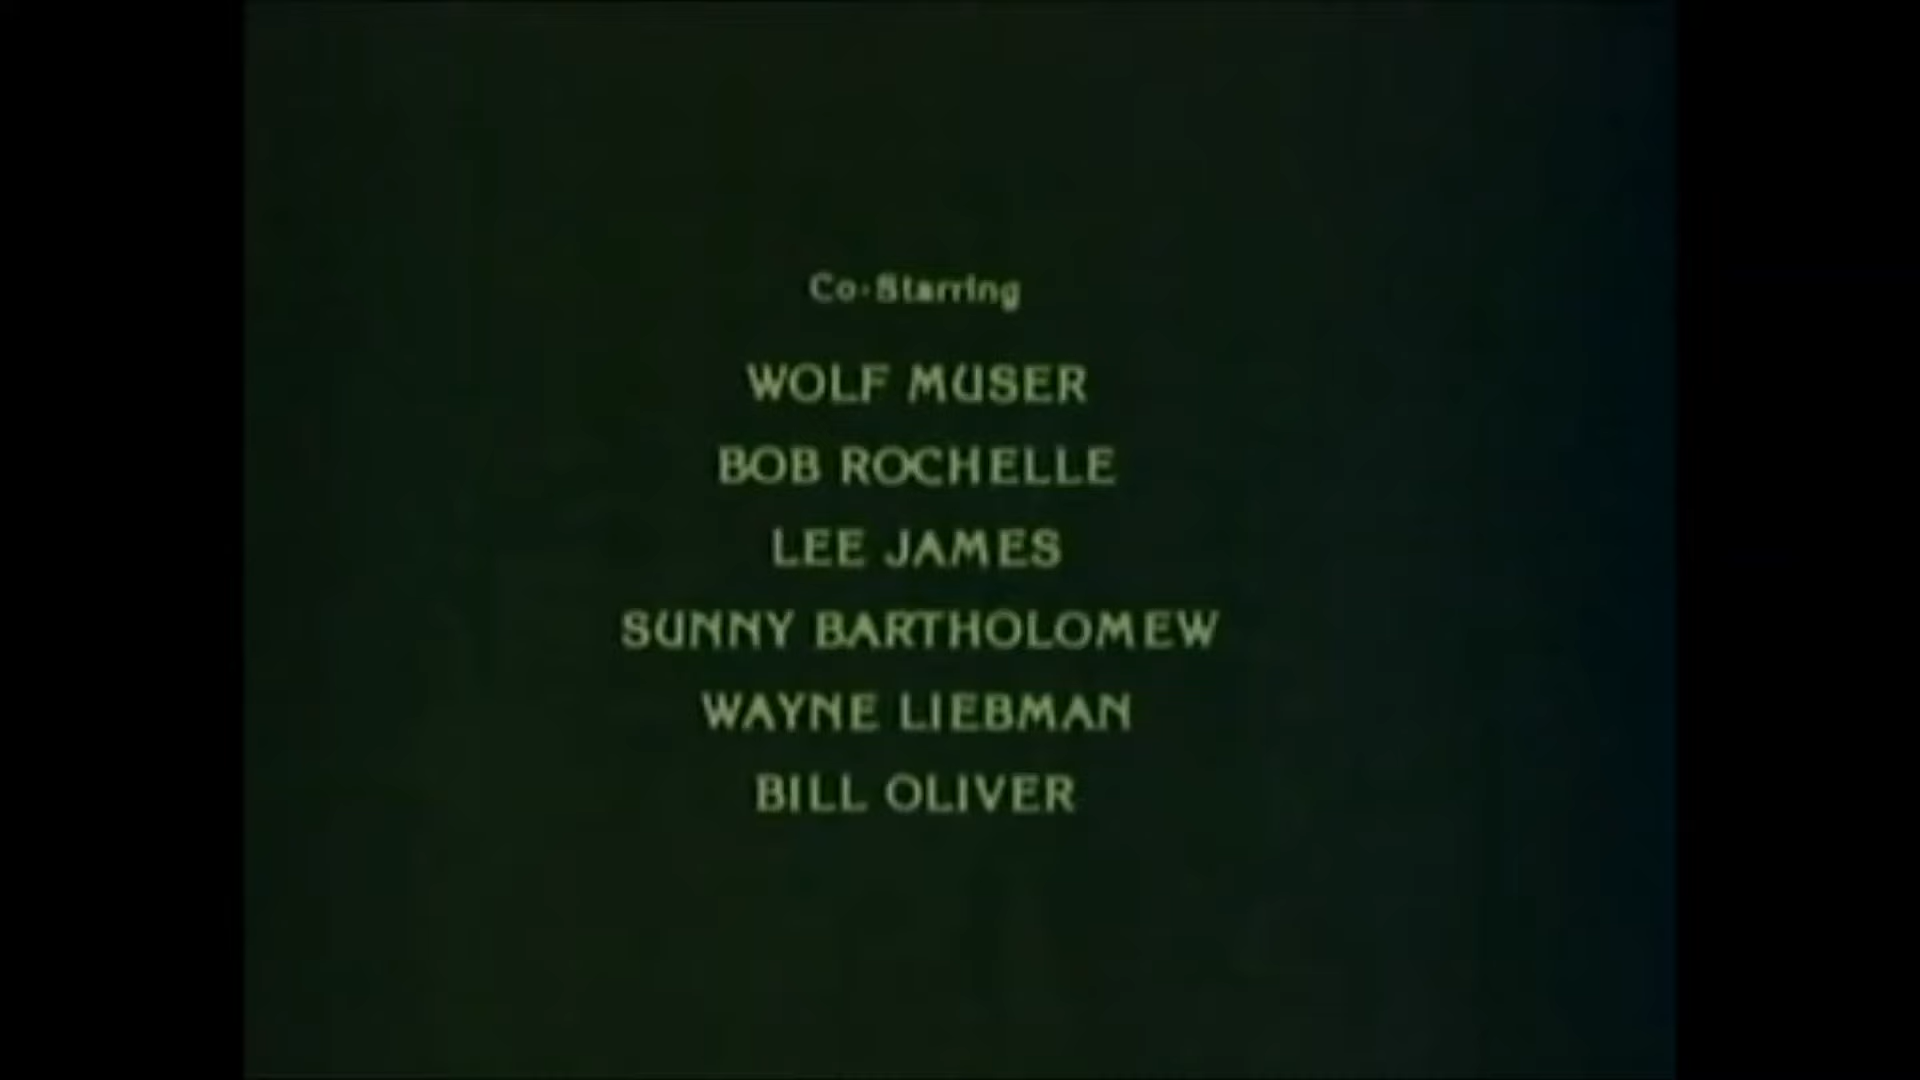 Co-Starring
WOLF MUSER
BOB ROCHELLE
LEE JAMES
SUNNY BARTHOLOMEW
WAYNE LIEBMAN
BILL OLIVER